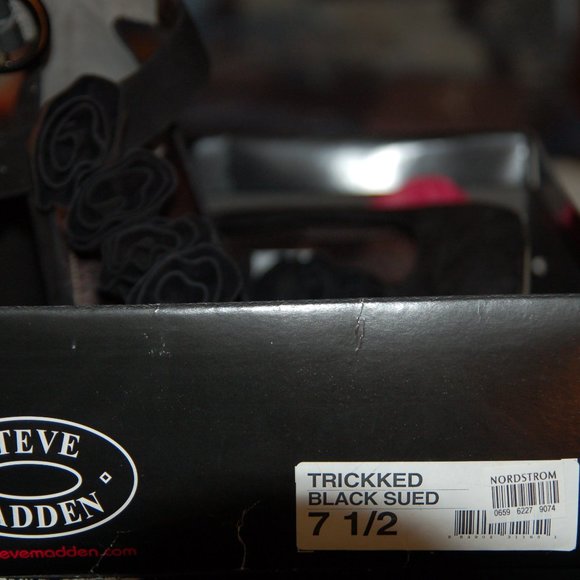 TEVE
ADDEN
evemadden.com
TRICKKED
BLACK SUED
7 1/2
NORDSTROM
0659 6227 9074